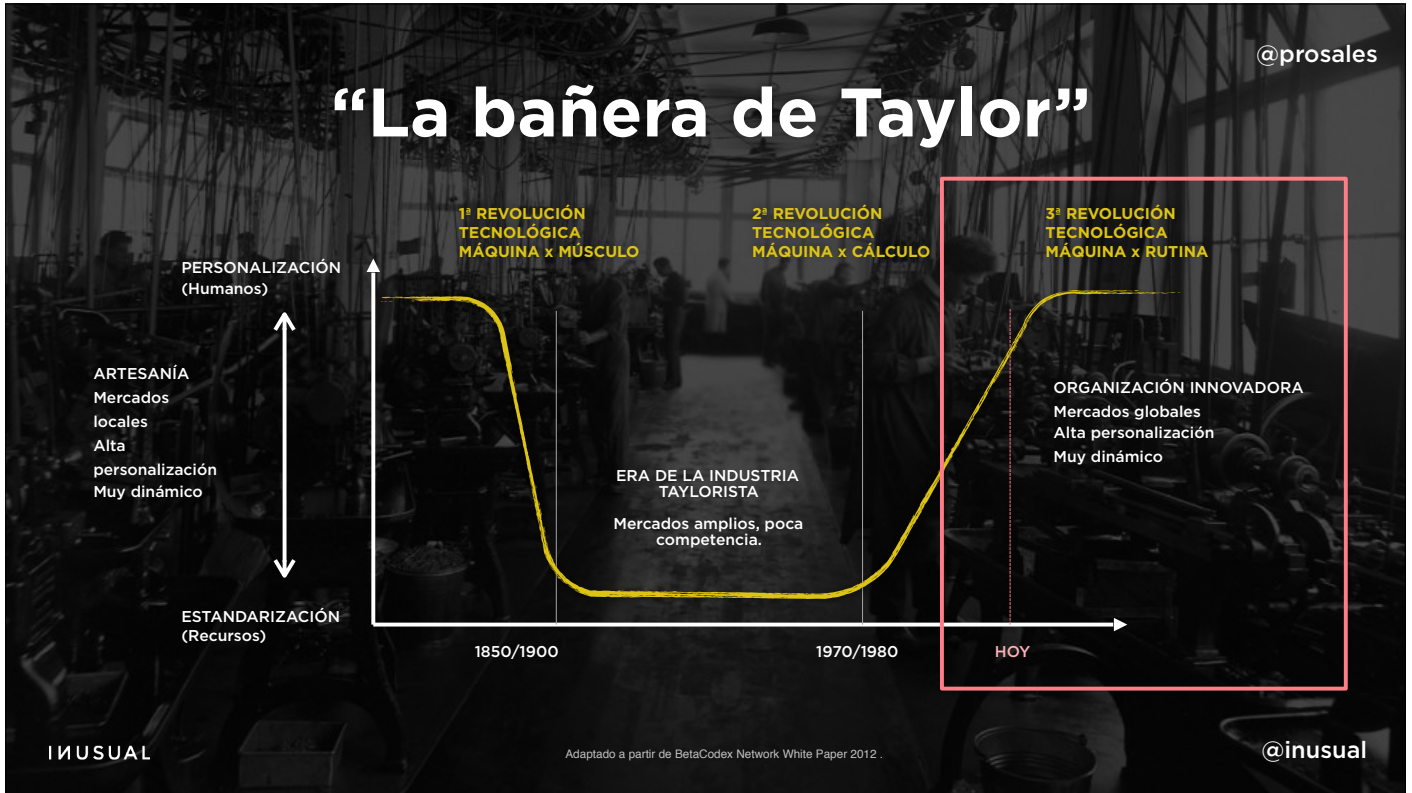 @prosales
“La bañera de Taylor”
1ª REVOLUCIÓN
TECNOLÓGICA
MÁQUINA x MÚSCULO
2ª REVOLUCIÓN
TECNOLÓGICA
MÁQUINA x CÁLCULO
3ª REVOLUCIÓN
TECNOLÓGICA
MÁQUINA x RUTINA
PERSONALIZACIÓN
(Humanos)
ARTESANÍA
Mercados
locales
Alta
personalización
Muy dinámico
ESTANDARIZACIÓN
(Recursos)
ERA DE LA INDUSTRIA
TAYLORISTA
Mercados amplios, poca
competencia.
ORGANIZACIÓN INNOVADORA
Mercados globales
Alta personalización
Muy dinámico
1850/1900
1970/1980
HOY
INUSUAL
Adaptado a partir de BetaCodex Network White Paper 2012 .
@inusual